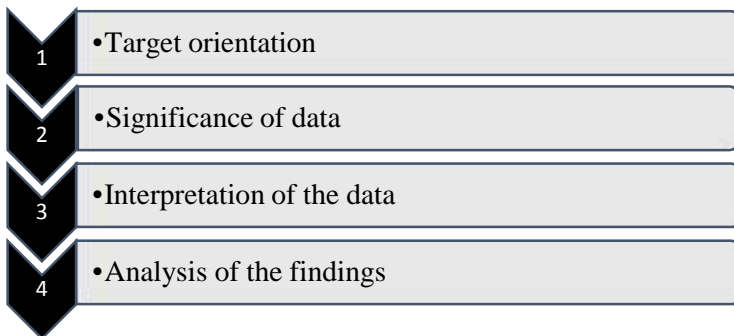 1 •Target orientation
2 •Significance of data
3 •Interpretation of the data
4 •Analysis of the findings